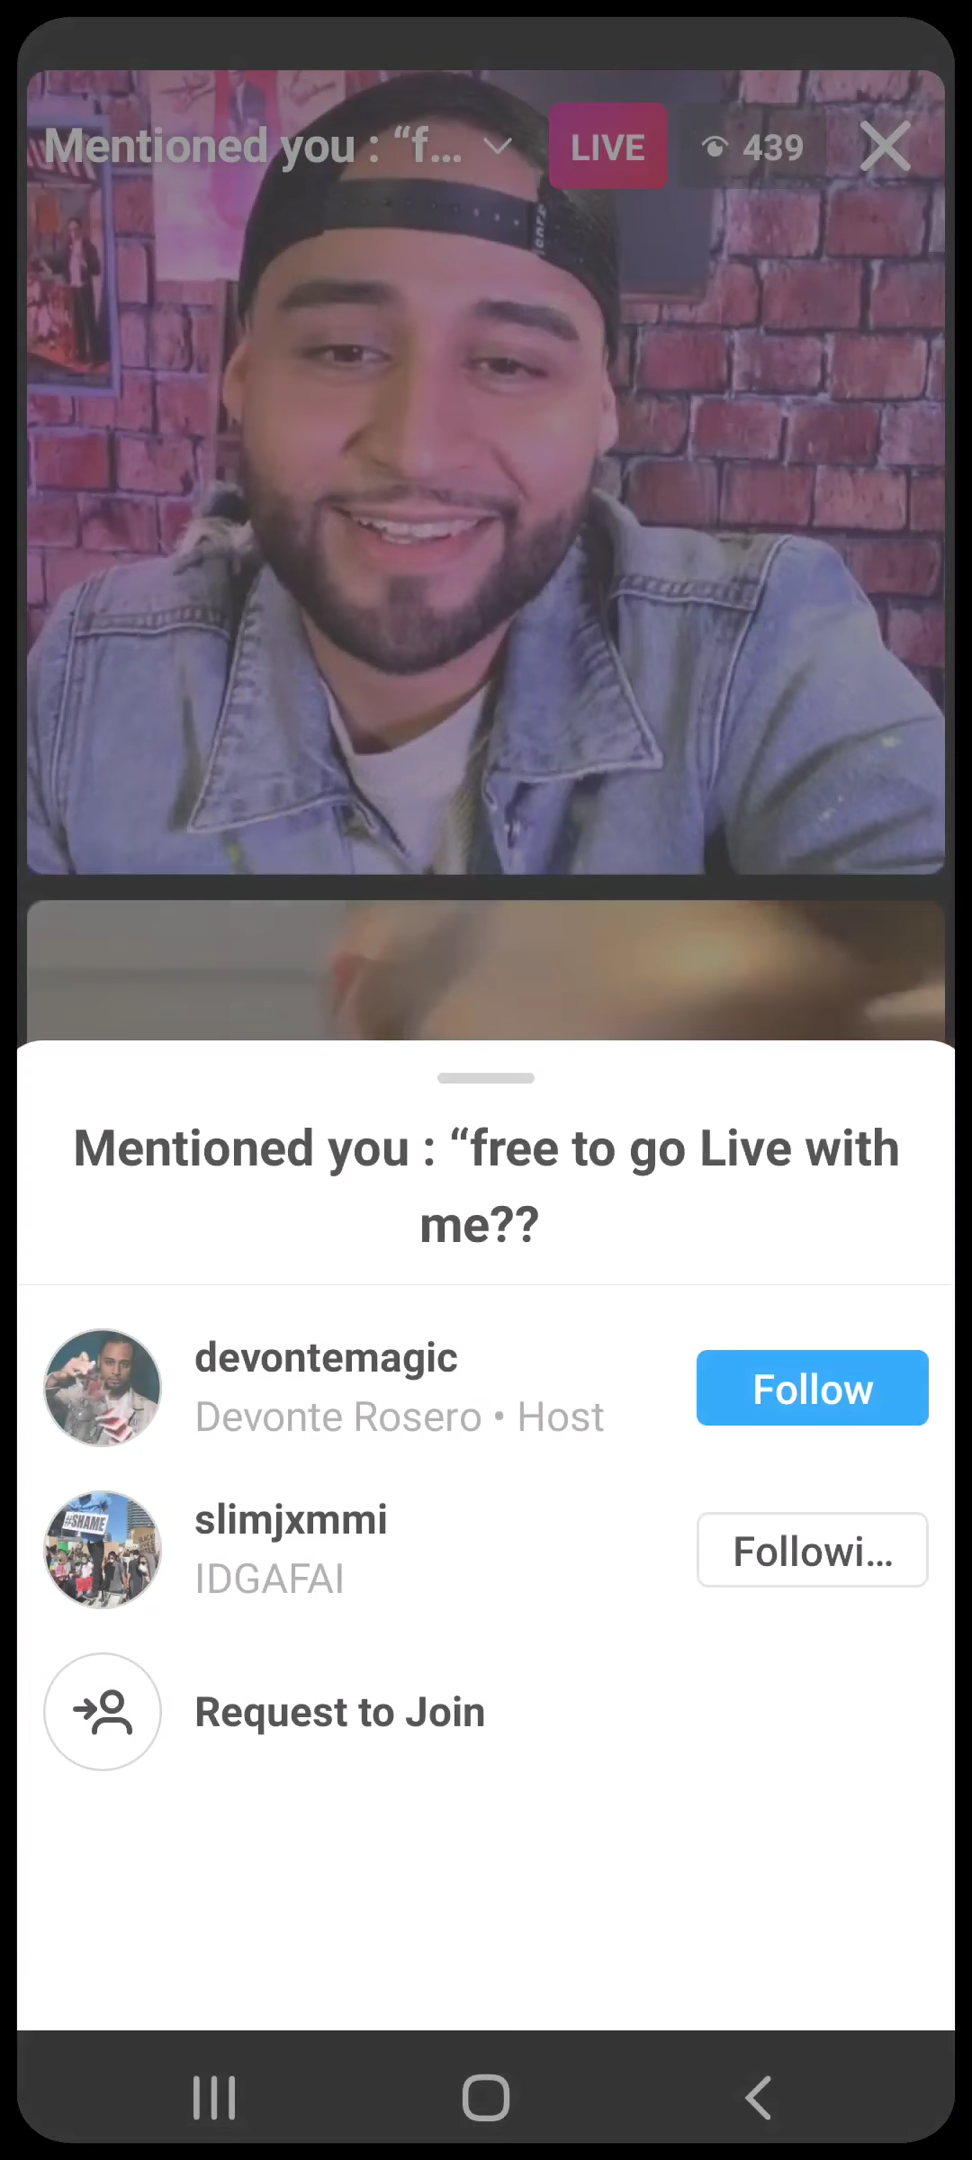 Mentioned you : “f...
LIVE
439
Mentioned you : “free to go Live with
me??
devontemagic
Devonte Rosero • Host
Follow
#SHAME
slimjxmmi
IDGAFAI
Followi...
Request to Join